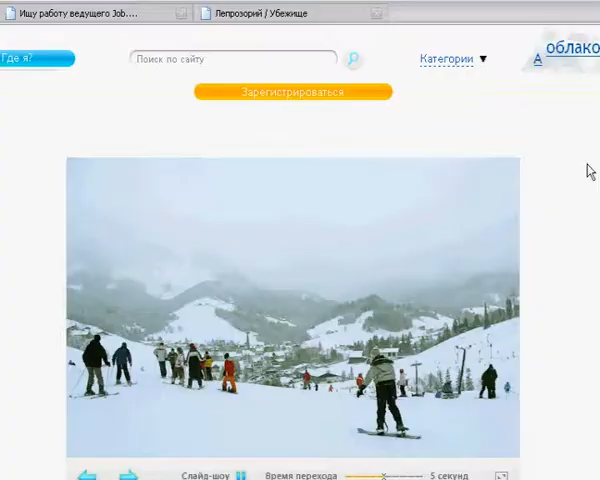 Ищу работу ведущего Job....
Лепрозорий / Убежище
Где я?
Поиск по сайту
Категории ▼
А
облако
Зарегистрироваться
Слайд-шоу
Время перехода
5 секунд